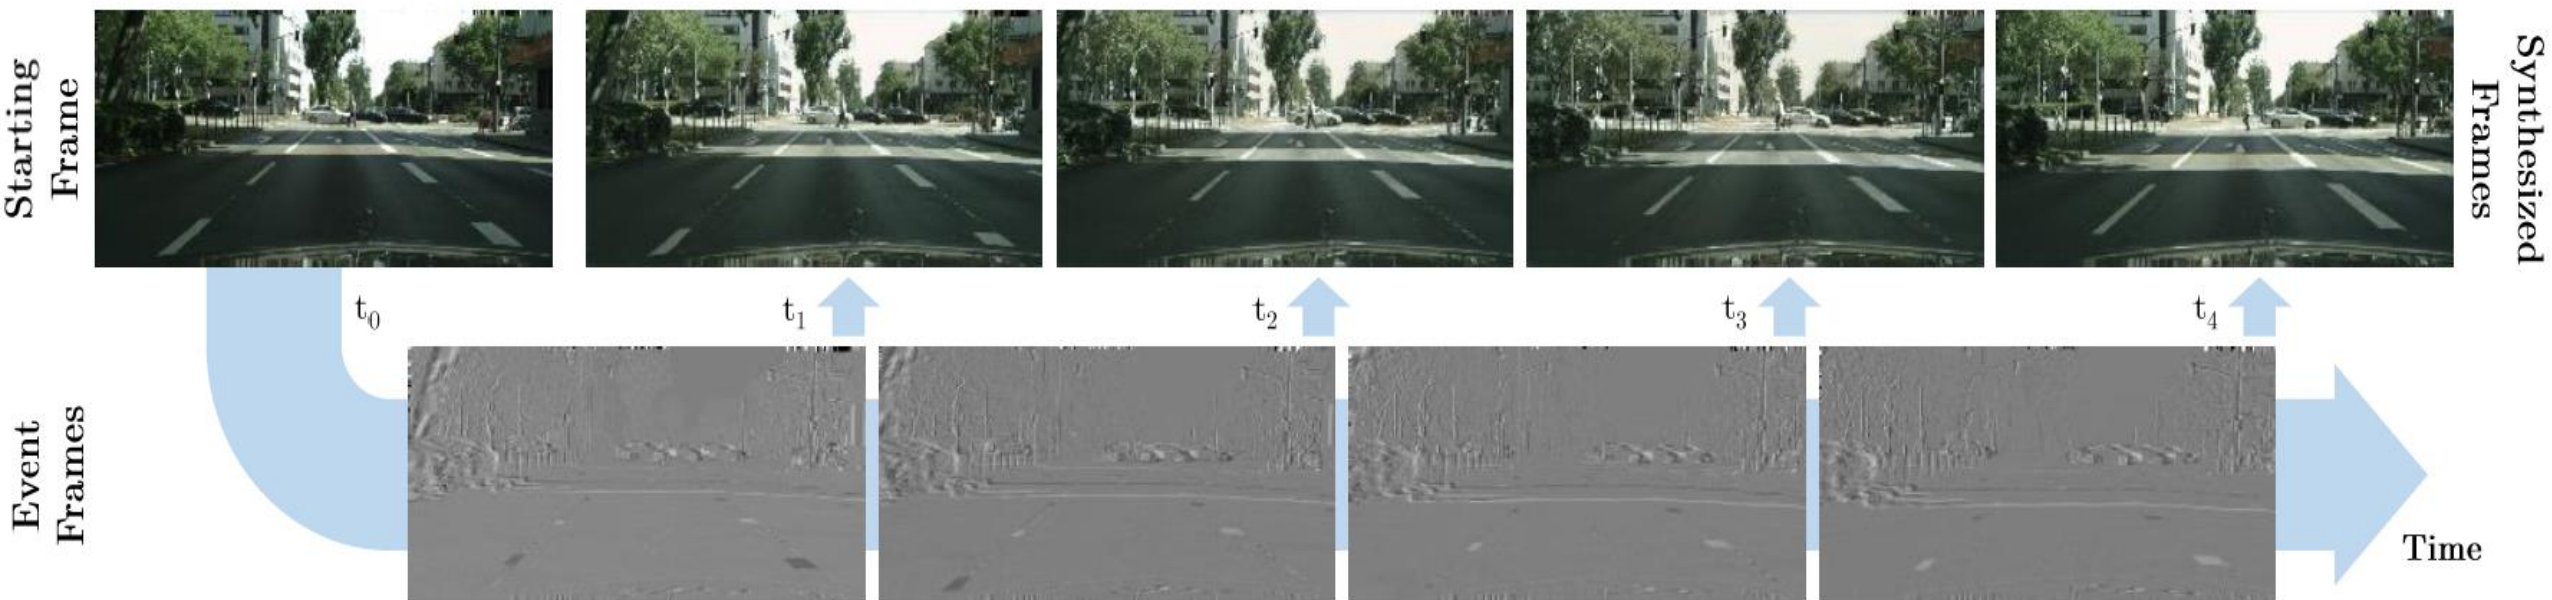 Starting
Frame
Synthesized
Frames
t₀
t₁
t₂
t₃
t₄
Event
Frames
Time